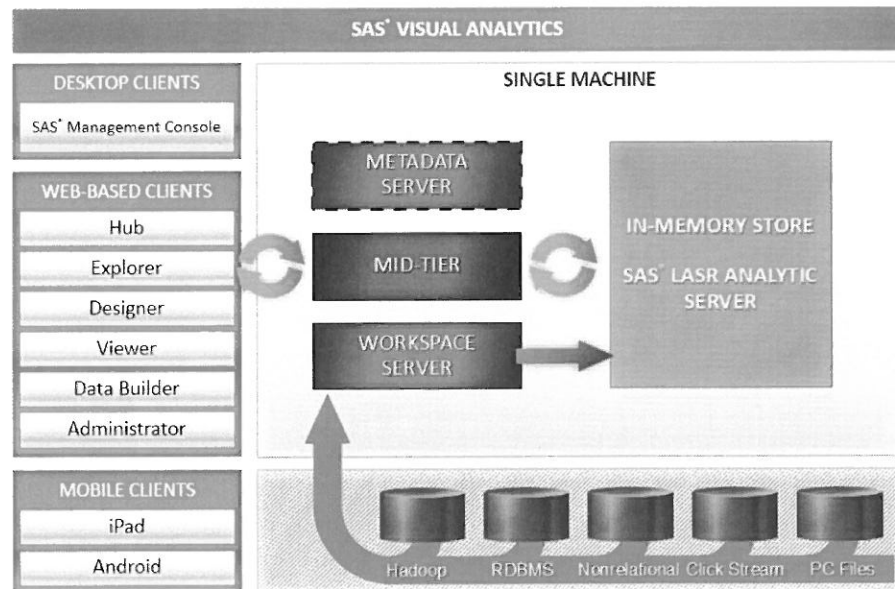 SAS® VISUAL ANALYTICS
DESKTOP CLIENTS
SAS® Management Console
WEB-BASED CLIENTS
Hub
Explorer
Designer
Viewer
Data Builder
Administrator
MOBILE CLIENTS
iPad
Android
SINGLE MACHINE
METADATA
SERVER
MID-TIER
WORKSPACE
SERVER
IN-MEMORY STORE
SAS® LASR ANALYTIC
SERVER
Hadoop
RDBMS
Nonrelational
Click Stream
PC Files